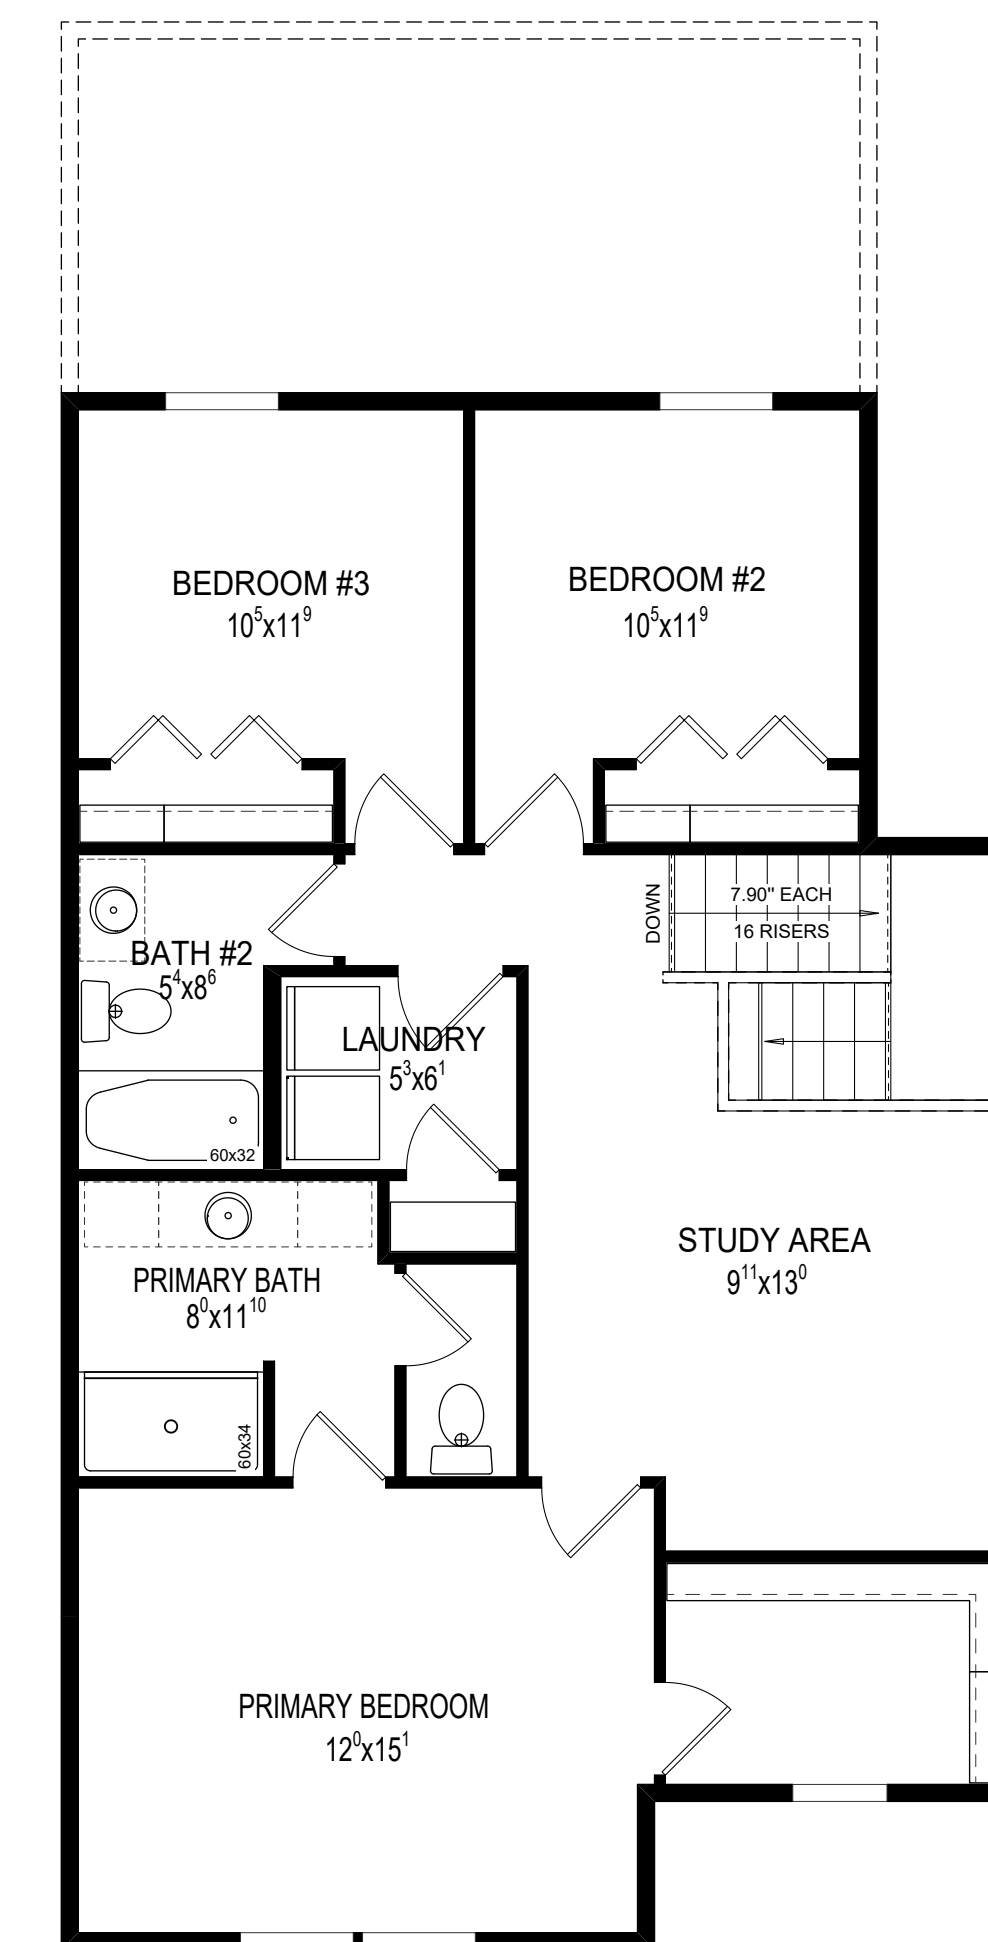 BEDROOM #3
10⁵x11⁹
BEDROOM #2
10⁵x11⁹
DOWN
7.90" EACH
16 RISERS
BATH #2
5⁴x8⁶
LAUNDRY
5³x6¹
60x32
PRIMARY BATH
8⁰x11¹⁰
STUDY AREA
9¹¹x13⁰
60x34
PRIMARY BEDROOM
12⁰x15¹